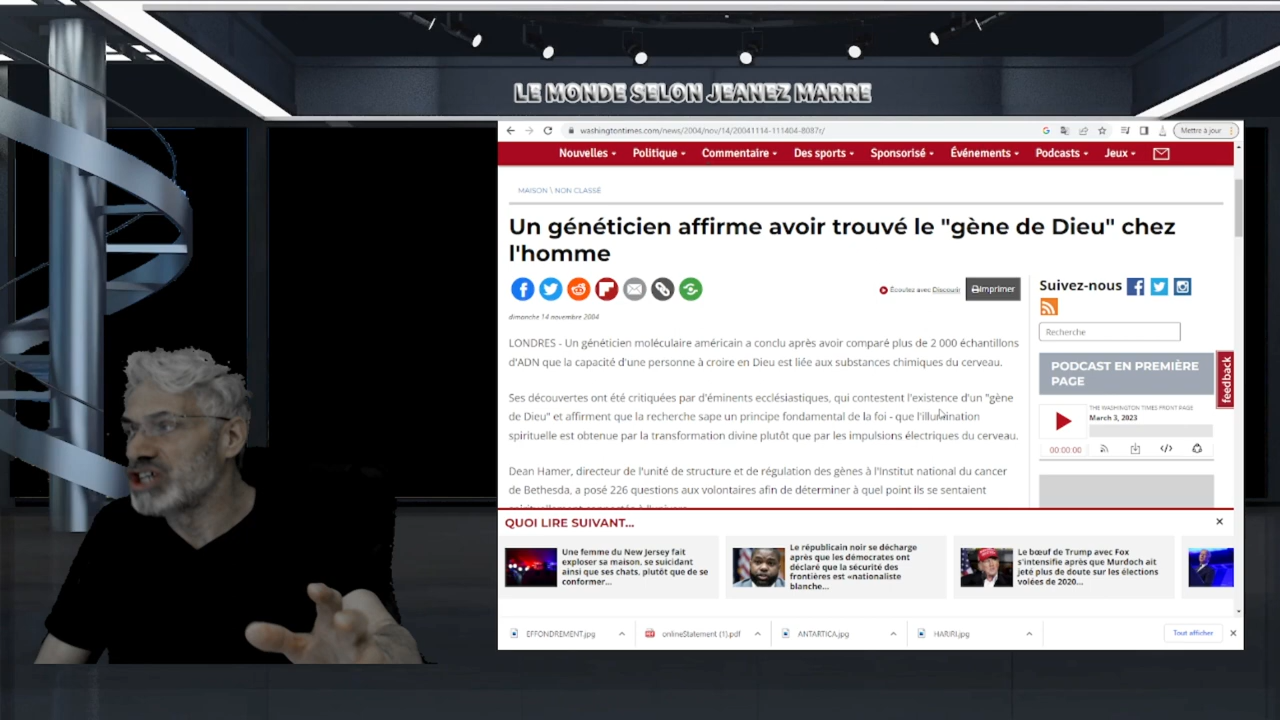 LE MONDE SELON JEANEZ MARRE
washingtontimes.com/news/2004/nov/14/20041114-111404-8087r/
Mettre à jour
Nouvelles Politique Commentaire Des sports Sponsorisé Événements Podcasts Jeux
MAISON \ NON CLASSÉ
Un généticien affirme avoir trouvé le "gène de Dieu" chez
l'homme
Écoutez avec Discourir
Imprimer
dimanche 14 novembre 2004
LONDRES - Un généticien moléculaire américain a conclu après avoir comparé plus de 2 000 échantillons
d'ADN que la capacité d'une personne à croire en Dieu est liée aux substances chimiques du cerveau.
Ses découvertes ont été critiquées par d'éminents ecclésiastiques, qui contestent l'existence d'un "gène
de Dieu" et affirment que la recherche sape un principe fondamental de la foi - que l'illumination
spirituelle est obtenue par la transformation divine plutôt que par les impulsions électriques du cerveau.
Dean Hamer, directeur de l'unité de structure et de régulation des gènes à l'Institut national du cancer
de Bethesda, a posé 226 questions aux volontaires afin de déterminer à quel point ils se sentaient
Suivez-nous
Recherche
PODCAST EN PREMIÈRE
PAGE
feedback
THE WASHINGTON TIMES FRONT PAGE
March 3, 2023
00:00:00
QUOI LIRE SUIVANT...
Une femme du New Jersey fait
exploser sa maison, se suicidant
ainsi que ses chats, plutôt que de se
conformer...
Le républicain noir se décharge
après que les démocrates ont
déclaré que la sécurité des
frontières est «nationaliste
blanche...
Le bœuf de Trump avec Fox
s'intensifie après que Murdoch ait
jeté plus de doute sur les élections
volées de 2020...
EFFONDREMENT.jpg
onlineStatement (1).pdf
ANTARTICA.jpg
HARIRI.jpg
Tout afficher